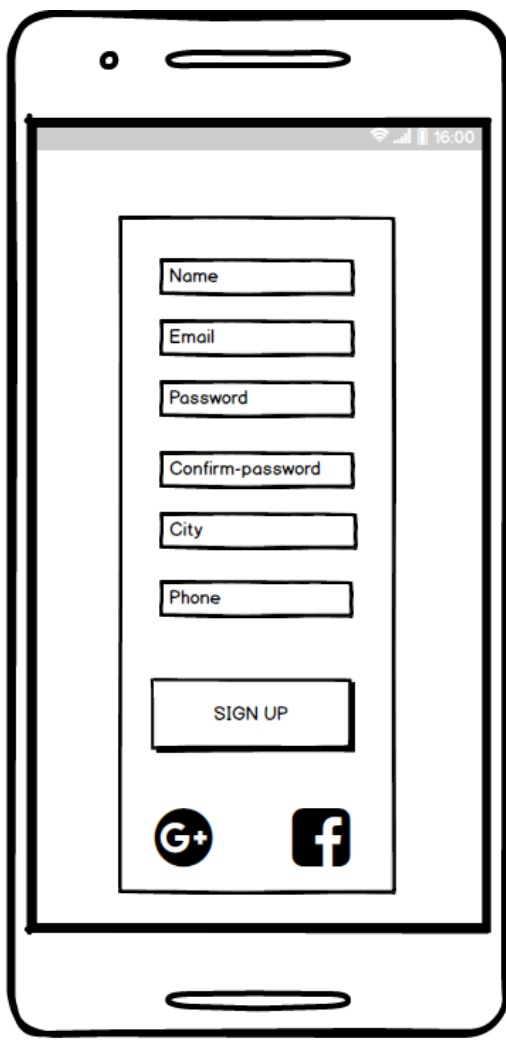 16:00
Name
Email
Password
Confirm-password
City
Phone
SIGN UP
G+
f